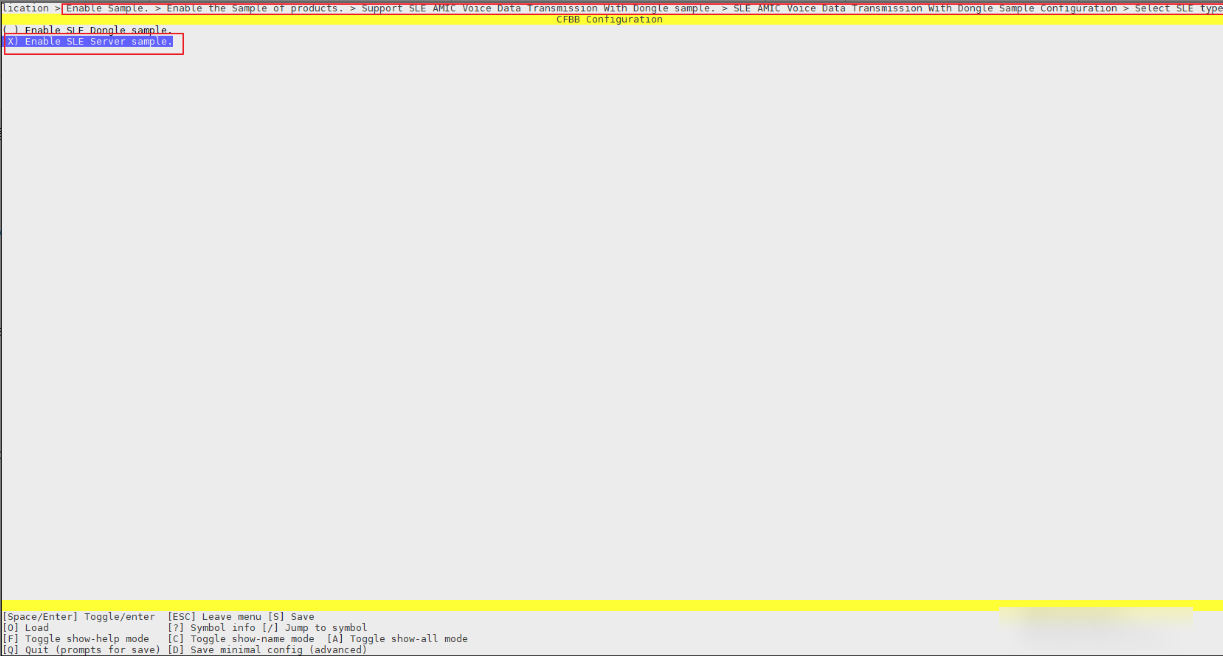 lication > Enable Sample. > Enable the Sample of products. > Support SLE AMIC Voice Data Transmission With Dongle sample. > SLE AMIC Voice Data Transmission With Dongle Sample Configuration > Select SLE type
CFBB Configuration
( ) Enable SLE Dongle sample.
(X) Enable SLE Server sample.
[Space/Enter] Toggle/enter [ESC] Leave menu [S] Save
[O] Load [?] Symbol info [/] Jump to symbol
[F] Toggle show-help mode [C] Toggle show-name mode [A] Toggle show-all mode
[Q] Quit (prompts for save) [D] Save minimal config (advanced)